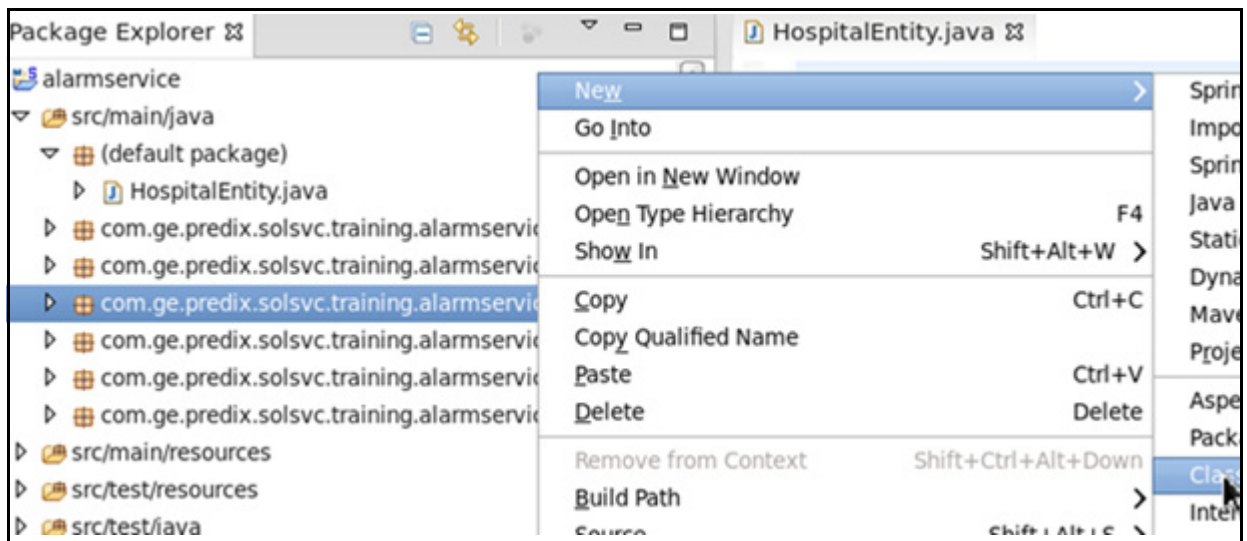 Package Explorer
HospitalEntity.java
alarmservice
src/main/java
(default package)
HospitalEntity.java
com.ge.predix.solsvc.training.alarmservic
com.ge.predix.solsvc.training.alarmservic
com.ge.predix.solsvc.training.alarmservic
com.ge.predix.solsvc.training.alarmservic
com.ge.predix.solsvc.training.alarmservic
com.ge.predix.solsvc.training.alarmservic
src/main/resources
src/test/resources
src/test/java
New
Go Into
Open in New Window
Open Type Hierarchy F4
Show In Shift+Alt+W
Copy Ctrl+C
Copy Qualified Name
Paste Ctrl+V
Delete Delete
Remove from Context Shift+Ctrl+Alt+Down
Build Path
Source Shift+Alt+S
Sprin
Impo
Sprin
Java
Stati
Dyna
Mave
Proje
Aspe
Pack
Clas
Inter